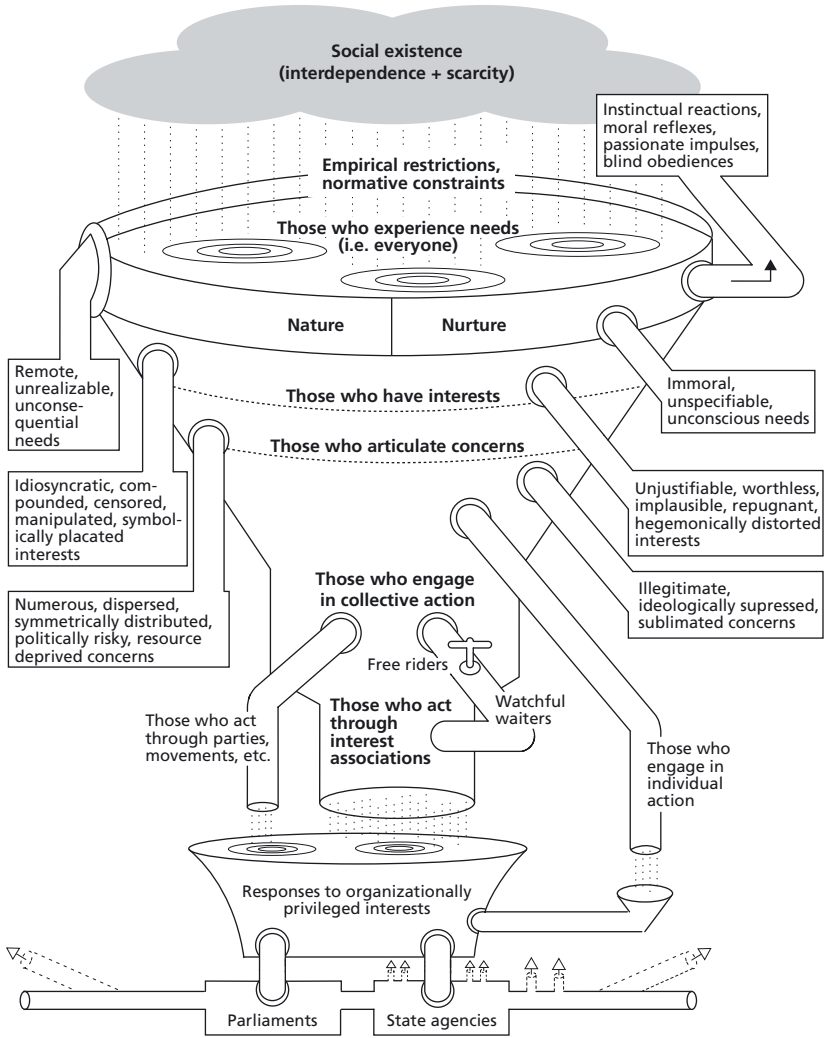 Social existence
(interdependence + scarcity)
Instinctual reactions,
moral reflexes,
passionate impulses,
blind obediences
Empirical restrictions,
normative constraints
Those who experience needs
(i.e. everyone)
Nature
Nurture
Remote,
unrealizable,
unconse-
quential
needs
Those who have interests
Immoral,
unspecifiable,
unconscious needs
Those who articulate concerns
Idiosyncratic, com-
pounded, censored,
manipulated, symbol-
ically placated
interests
Unjustifiable, worthless,
implausible, repugnant,
hegemonically distorted
interests
Those who engage
in collective action
Illegitimate,
ideologically supressed,
sublimated concerns
Numerous, dispersed,
symmetrically distributed,
politically risky, resource
deprived concerns
Free riders
Watchful
waiters
Those who act
through
interest
associations
Those who act
through parties,
movements, etc.
Those who
engage in
individual
action
Responses to organizationally
privileged interests
Parliaments
State agencies